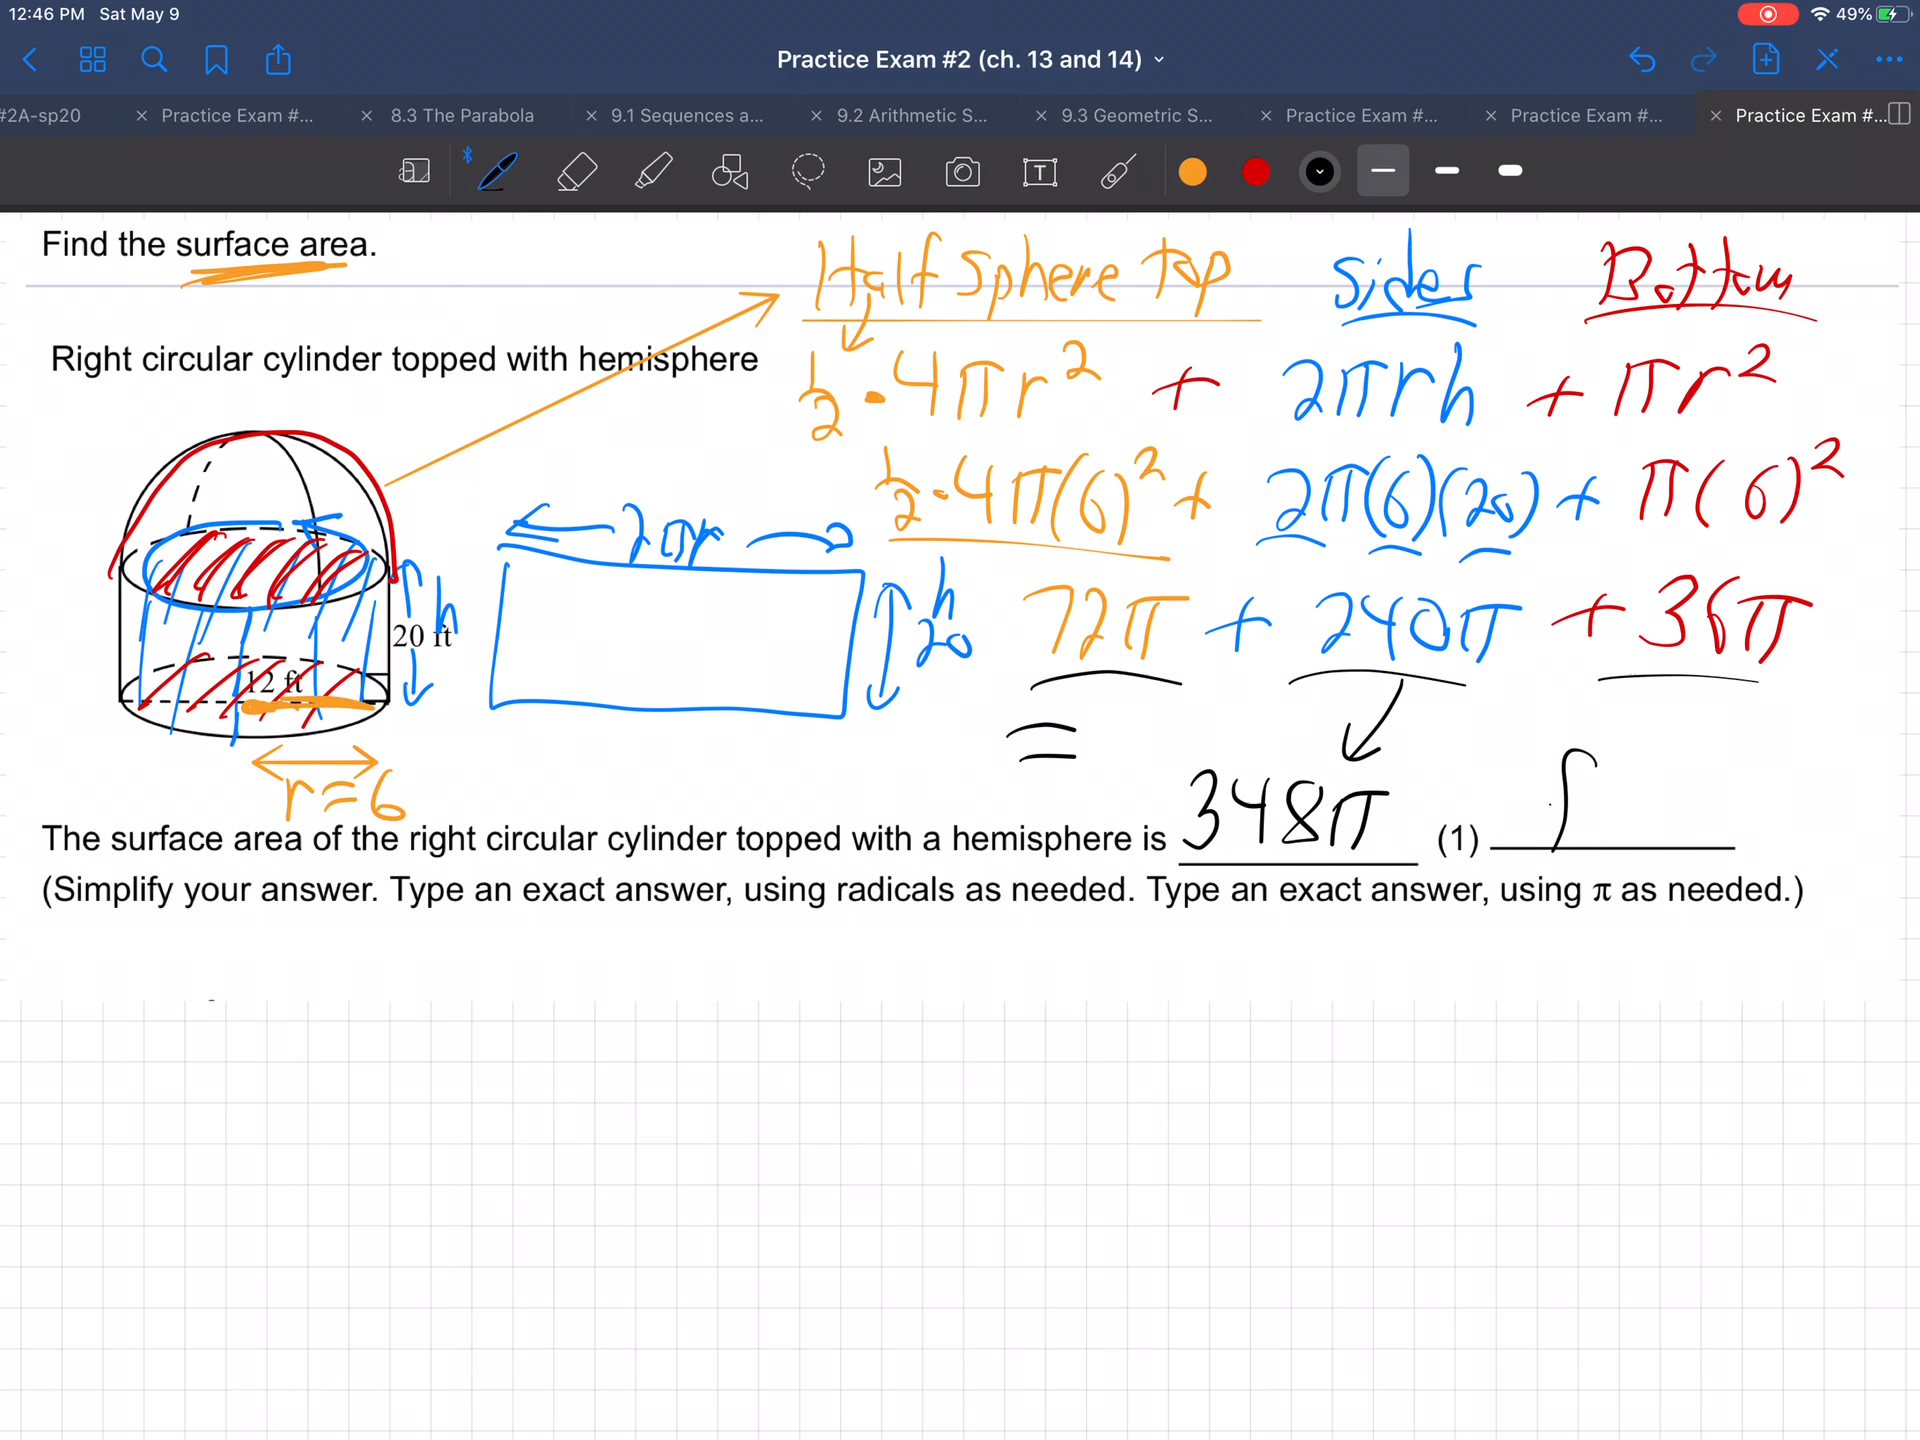 12:46 PM Sat May 9
49%
Practice Exam #2 (ch. 13 and 14)
#2A-sp20
Practice Exam #...
8.3 The Parabola
9.1 Sequences a...
9.2 Arithmetic S...
9.3 Geometric S...
Practice Exam #...
Practice Exam #...
Practice Exam #...
T
Find the surface area.
Half Sphere Top
Sides
Bottom
Right circular cylinder topped with hemisphere
1/2 · 4πr² + 2πrh + πr²
1/2 · 4π(6)² + 2π(6)(20) + π(6)²
2πr
h
20 ft
12 ft
h
20
72π + 240π + 36π
=
r=6
The surface area of the right circular cylinder topped with a hemisphere is 348π (1) f
(Simplify your answer. Type an exact answer, using radicals as needed. Type an exact answer, using π as needed.)